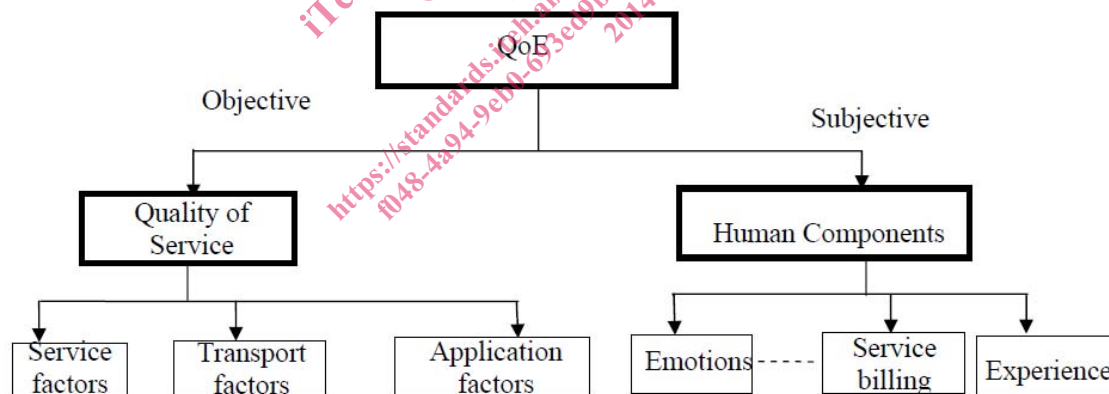 QoE
Objective
Subjective
Quality of
Service
Human Components
Service
factors
Transport
factors
Application
factors
Emotions
Service
billing
Experience